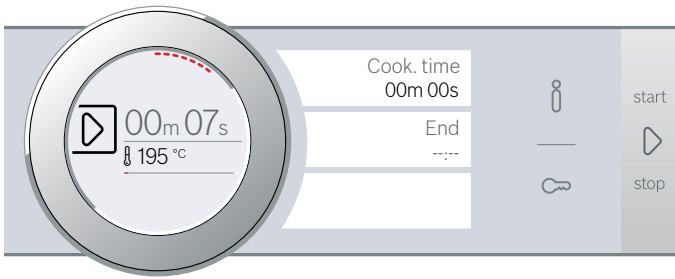 00m 07s
195 °C
Cook. time
00m 00s
End
--:--
start
stop